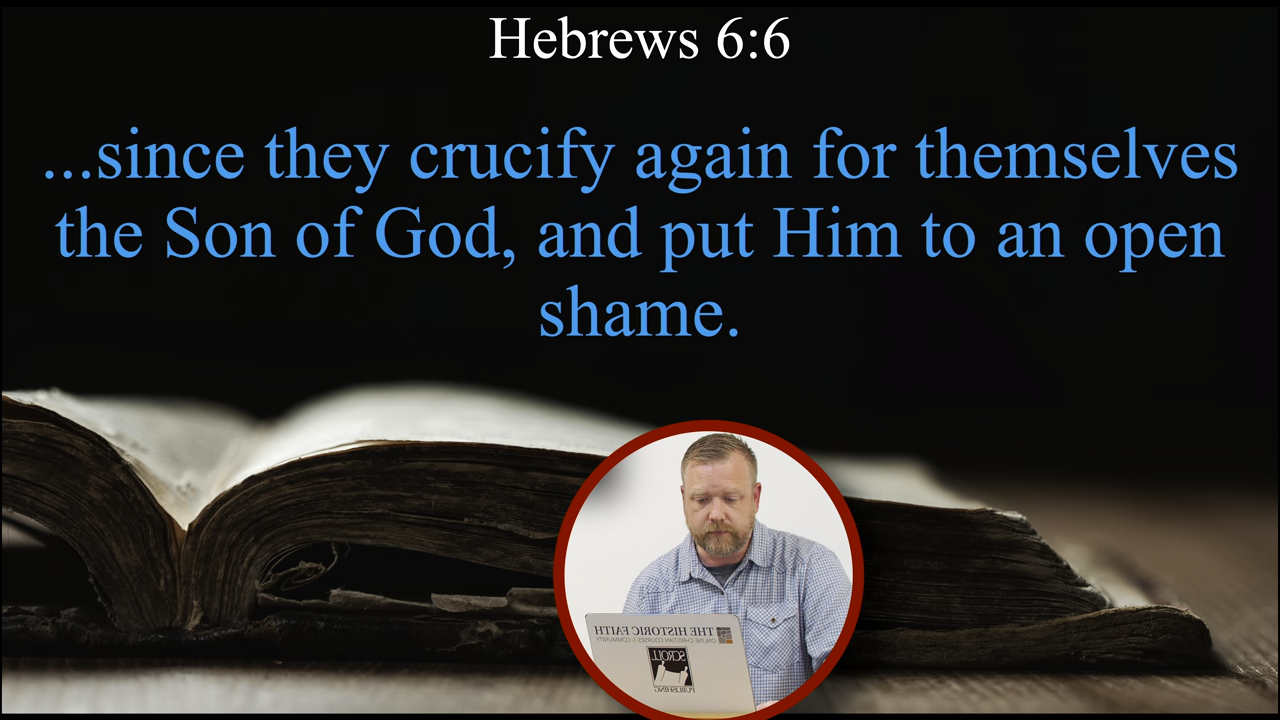 Hebrews 6:6
...since they crucify again for themselves
the Son of God, and put Him to an open
shame.
THE HISTORIC FAITH
ONLINE CHRISTIAN COURSES & COMMUNITY
SCROLL
PUBLISHING